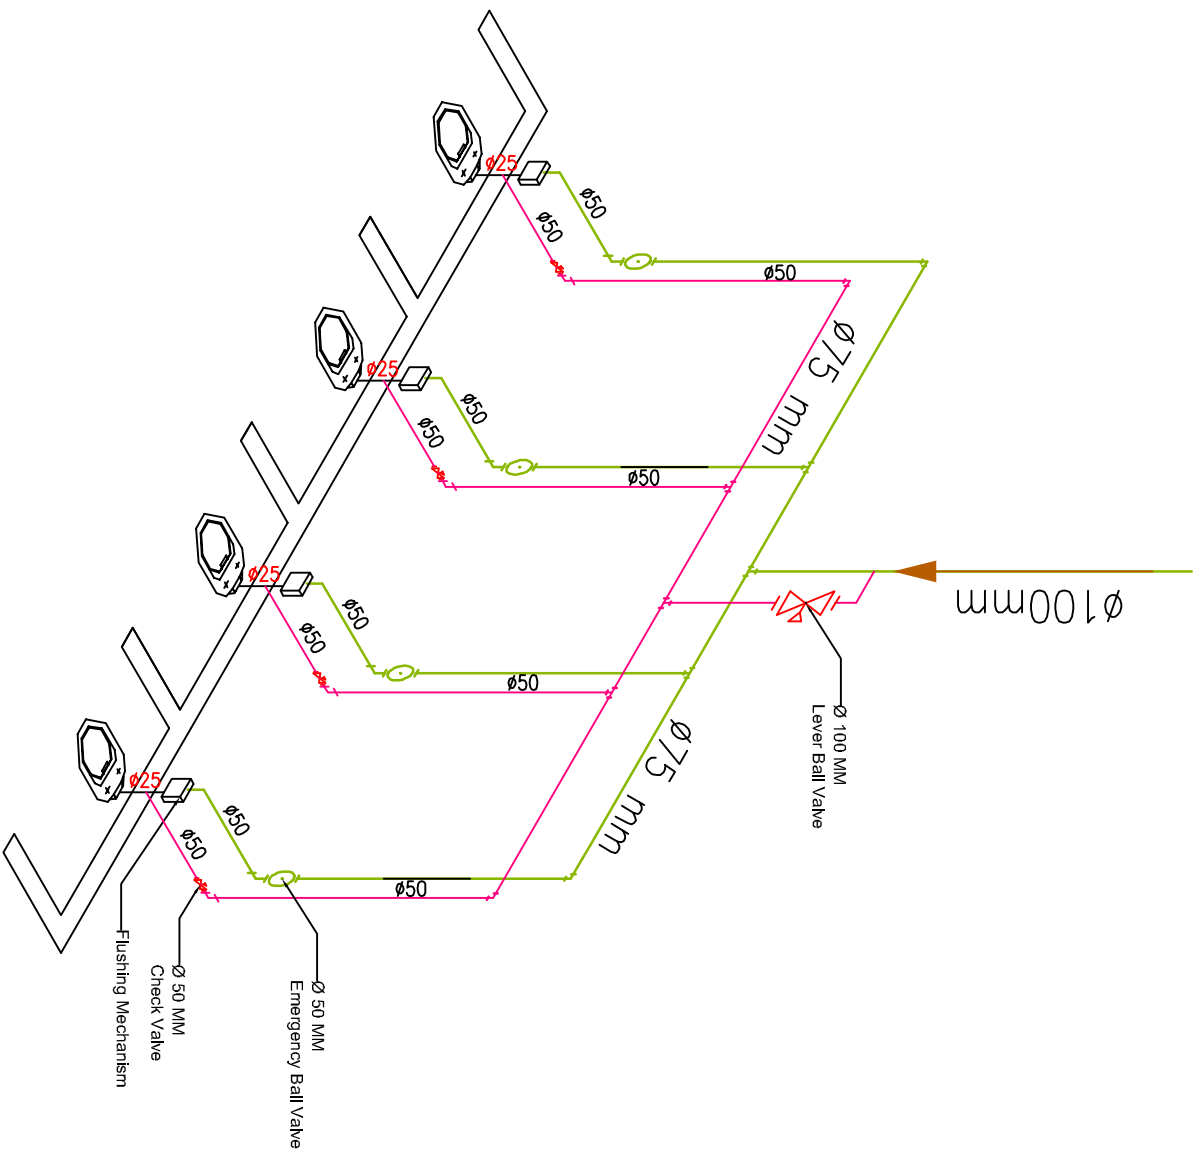 ø25
ø50
ø50
ø50
ø75 mm
ø25
ø50
ø50
ø50
ø100mm
ø25
ø50
ø50
ø50
Ø 100 MM
Lever Ball Valve
ø75 mm
ø25
ø50
ø50
ø50
Ø 50 MM
Emergency Ball Valve
Ø 50 MM
Check Valve
Flushing Mechanism